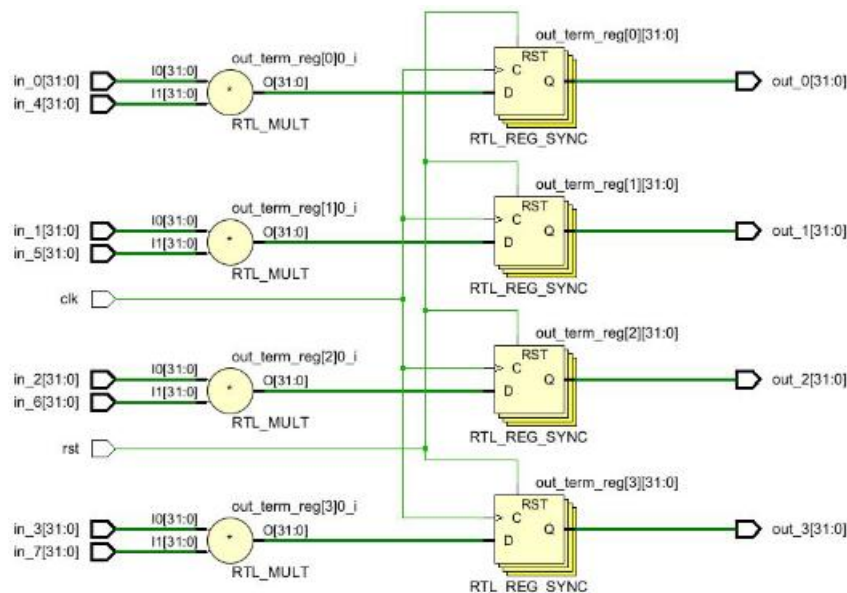 out_term_reg[0][31:0]
out_term_reg[0]0_i
RST
in_0[31:0]
I0[31:0]
*
O[31:0]
C
Q
out_0[31:0]
in_4[31:0]
I1[31:0]
D
RTL_MULT
RTL_REG_SYNC
out_term_reg[1][31:0]
out_term_reg[1]0_i
RST
in_1[31:0]
I0[31:0]
*
O[31:0]
C
Q
out_1[31:0]
in_5[31:0]
I1[31:0]
D
RTL_MULT
RTL_REG_SYNC
clk
out_term_reg[2][31:0]
out_term_reg[2]0_i
RST
in_2[31:0]
I0[31:0]
*
O[31:0]
C
Q
out_2[31:0]
in_6[31:0]
I1[31:0]
D
RTL_MULT
RTL_REG_SYNC
rst
out_term_reg[3][31:0]
out_term_reg[3]0_i
RST
in_3[31:0]
I0[31:0]
*
O[31:0]
C
Q
out_3[31:0]
in_7[31:0]
I1[31:0]
D
RTL_MULT
RTL_REG_SYNC